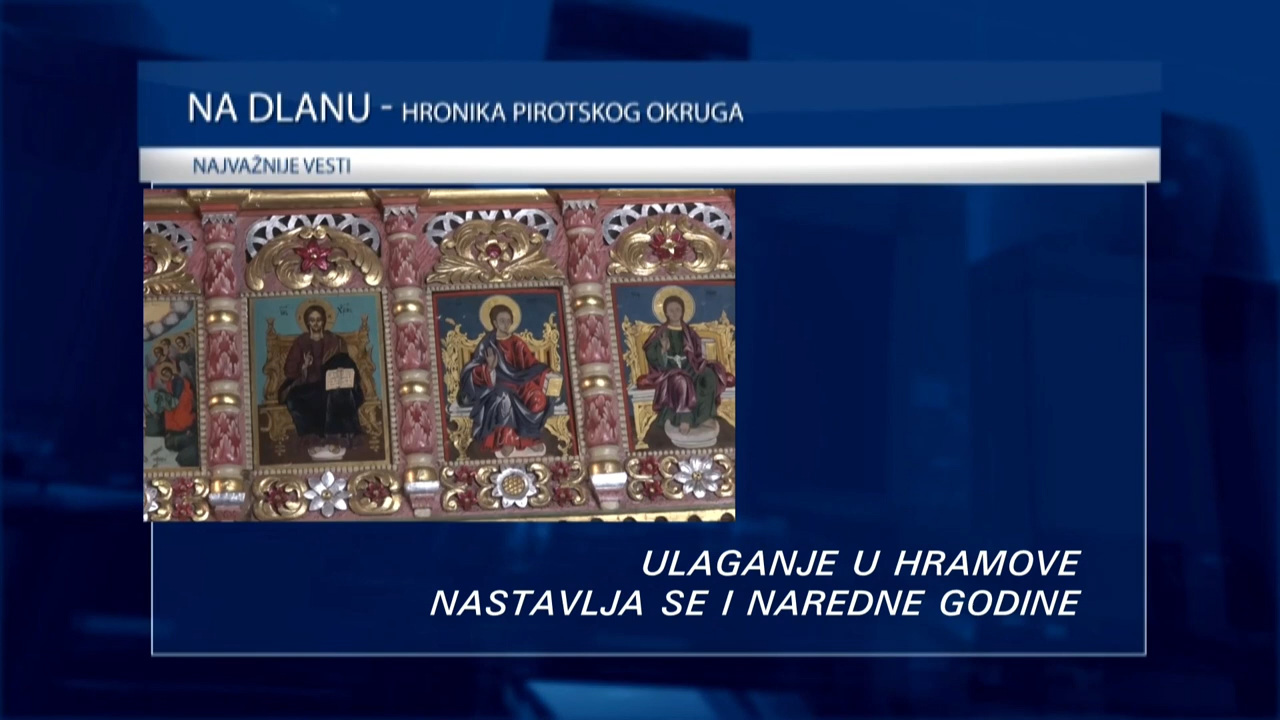 NA DLANU - HRONIKA PIROTSKOG OKRUGA
NAJVAŽNIJE VESTI
ULAGANJE U HRAMOVE
NASTAVLJA SE I NAREDNE GODINE